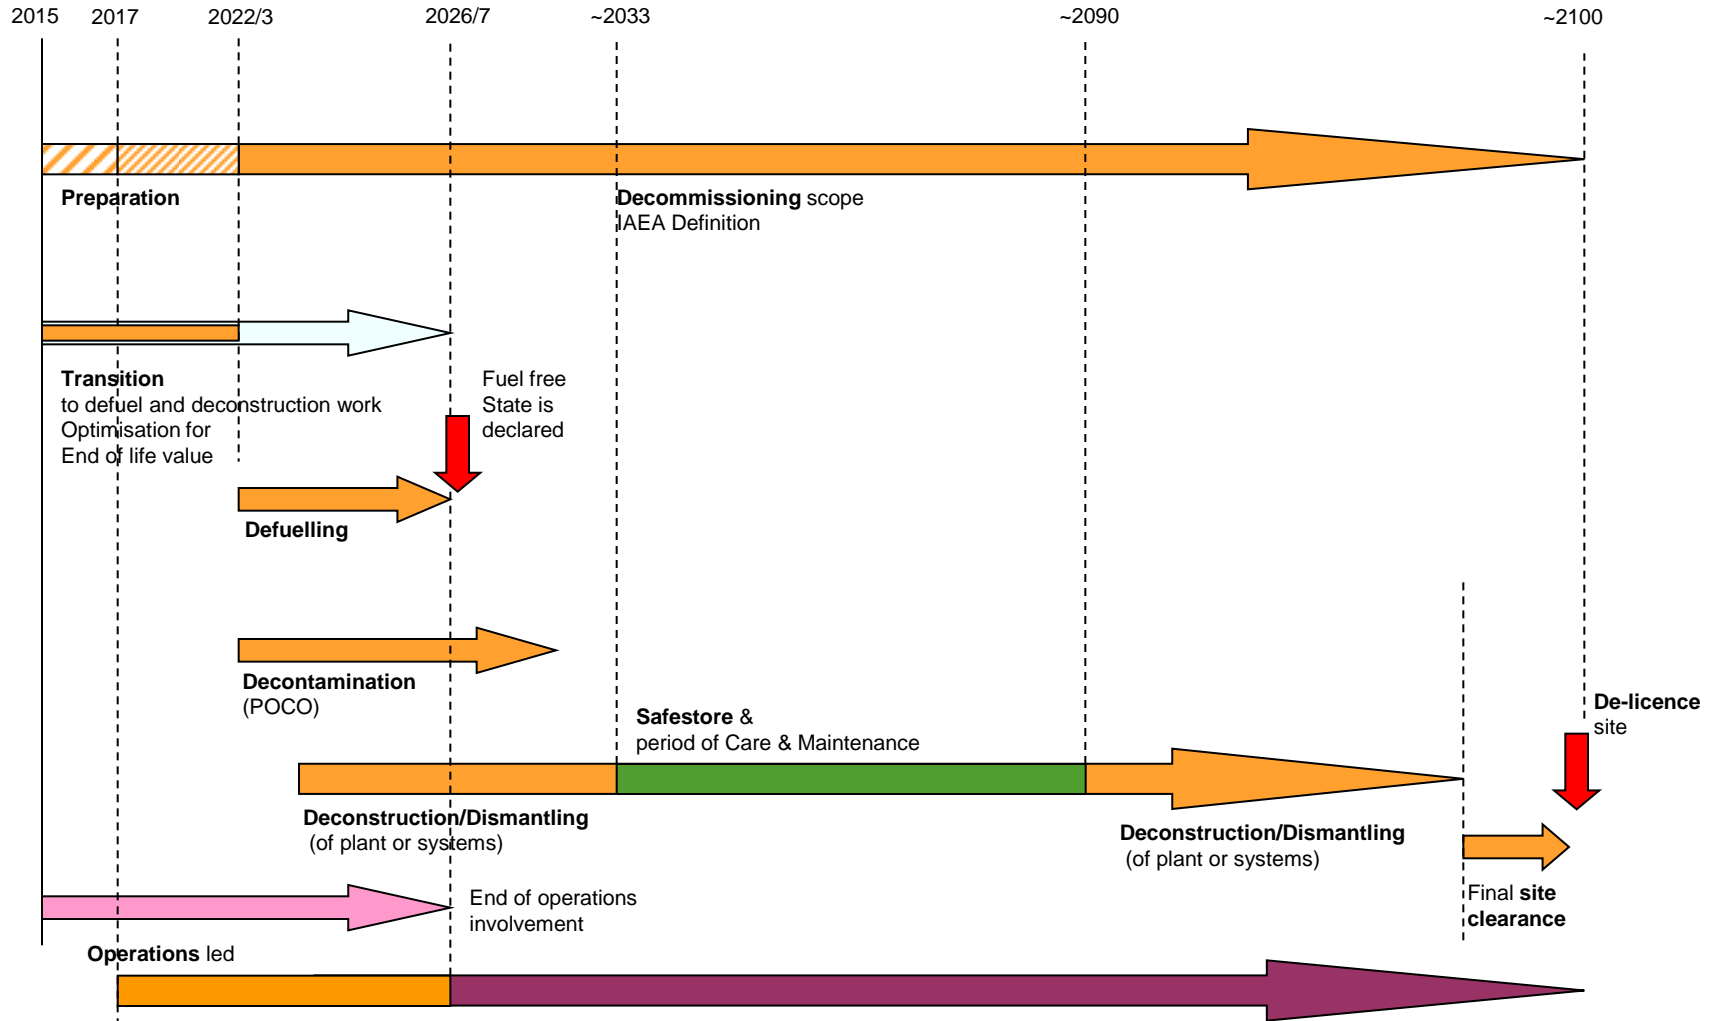 2015 2017 2022/3 2026/7 ~2033 ~2090 ~2100
Preparation
Decommissioning scope
IAEA Definition
Transition
to defuel and deconstruction work
Optimisation for
End of life value
Fuel free
State is
declared
Defuelling
Decontamination
(POCO)
Safestore &
period of Care & Maintenance
De-licence
site
Deconstruction/Dismantling
(of plant or systems)
Deconstruction/Dismantling
(of plant or systems)
Final site
clearance
End of operations
involvement
Operations led